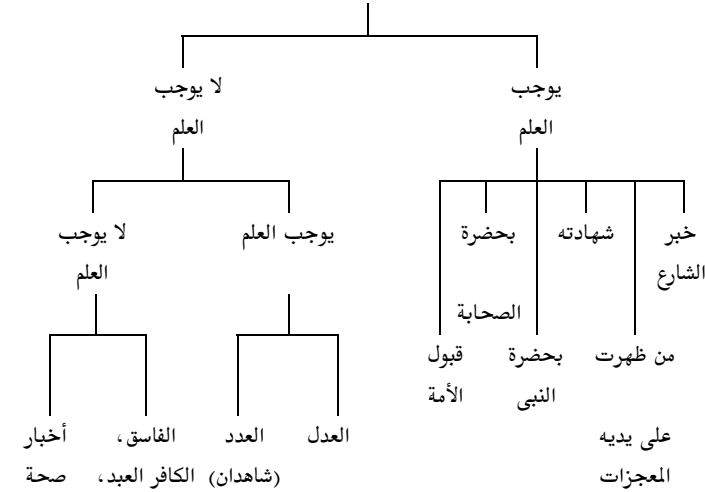 يوجب
العلم
لا يوجب
العلم
خبر
الشارع
شهادته
بحضرة
الصحابة
من ظهرت
على يديه
المعجزات
بحضرة
النبى
قبول
الأمة
يوجب العلم
لا يوجب
العلم
العدل
العدد
(شاهدان)
الفاسق،
الكافر العبد،
أخبار
صحة